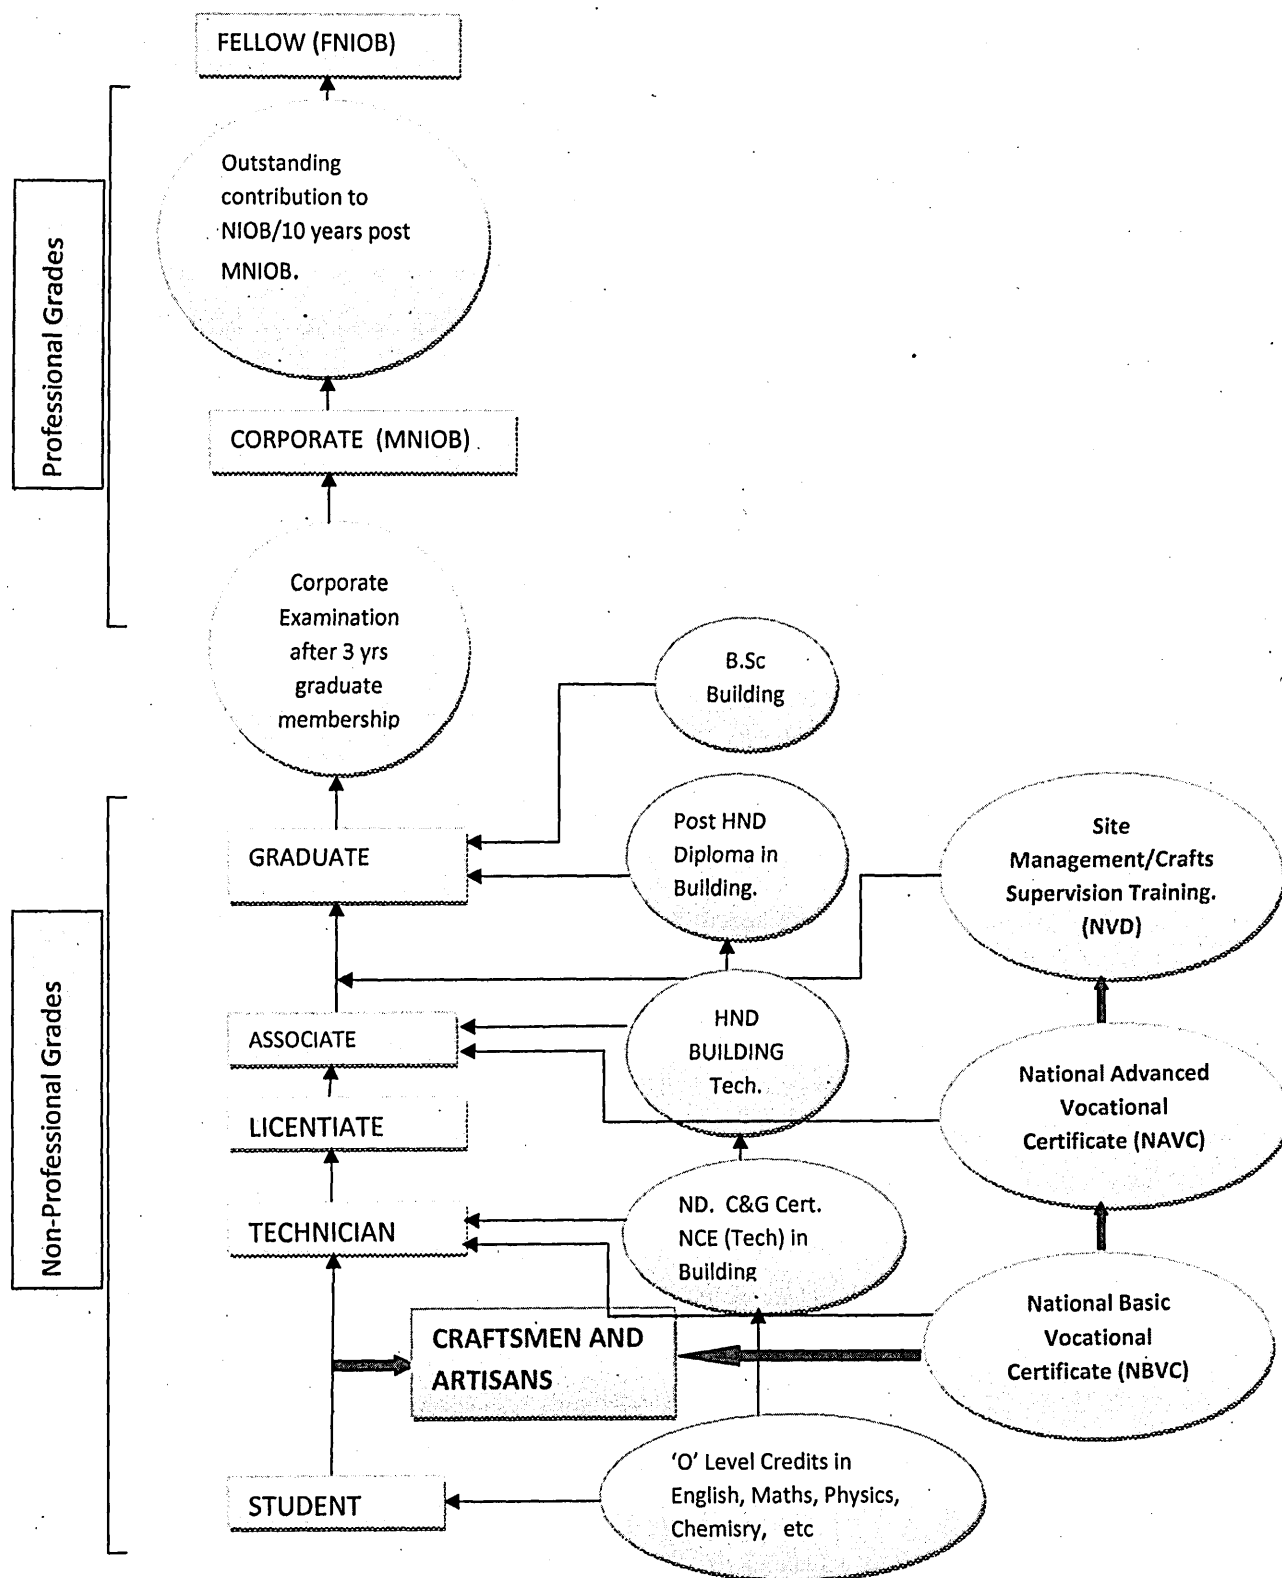 FELLOW (FNIOB)
Outstanding
contribution to
NIOB/10 years post
MNIOB.
Professional Grades
CORPORATE (MNIOB)
Corporate
Examination
after 3 yrs
graduate
membership
B.Sc
Building
GRADUATE
Post HND
Diploma in
Building.
Site
Management/Crafts
Supervision Training.
(NVD)
Non-Professional Grades
ASSOCIATE
HND
BUILDING
Tech.
National Advanced
Vocational
Certificate (NAVC)
LICENTIATE
TECHNICIAN
ND. C&G Cert.
NCE (Tech) in
Building
National Basic
Vocational
Certificate (NBVC)
CRAFTSMEN AND
ARTISANS
STUDENT
'O' Level Credits in
English, Maths, Physics,
Chemisry, etc